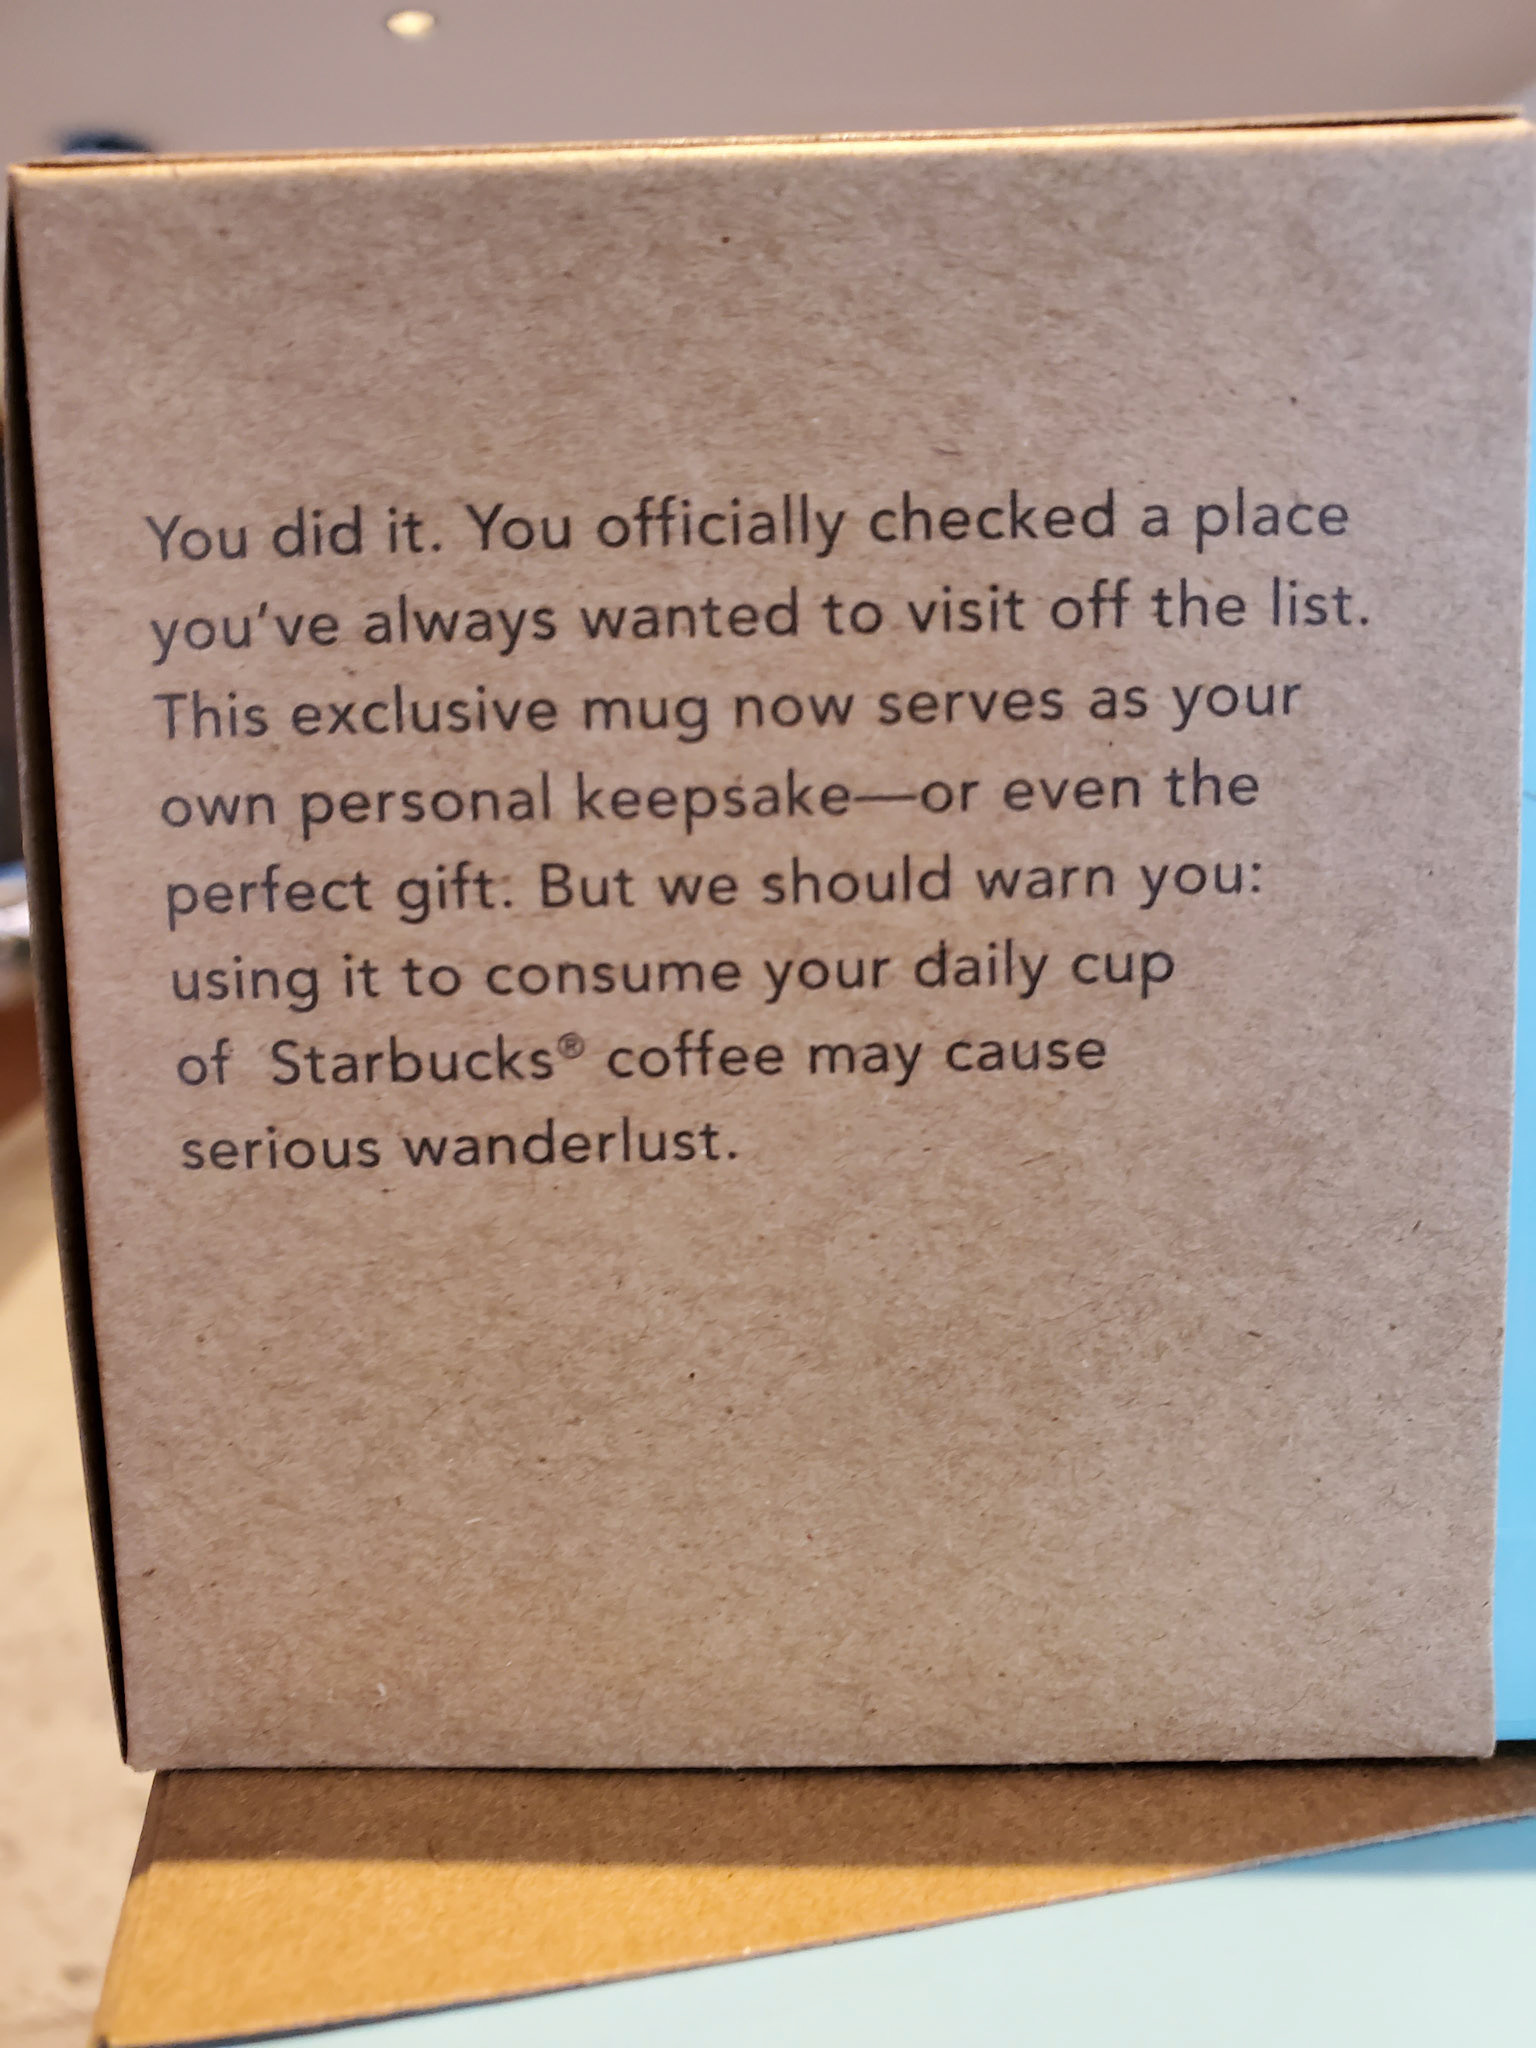 You did it. You officially checked a place
you've always wanted to visit off the list.
This exclusive mug now serves as your
own personal keepsake—or even the
perfect gift. But we should warn you:
using it to consume your daily cup
of Starbucks® coffee may cause
serious wanderlust.